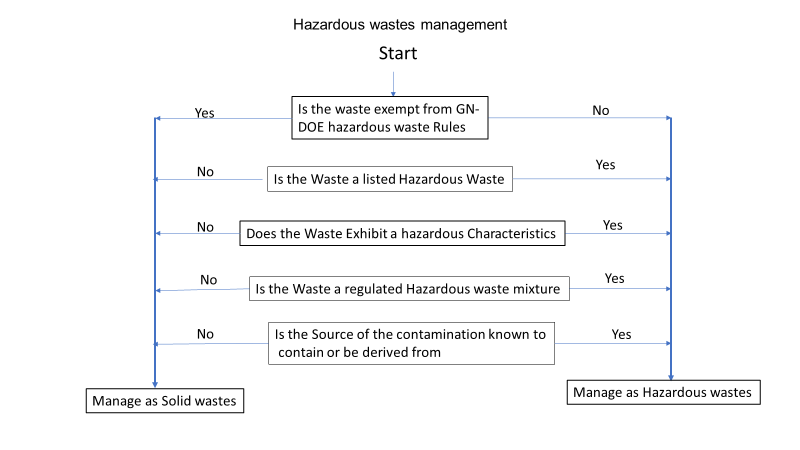 Hazardous wastes management
Start
Is the waste exempt from GN-
DOE hazardous waste Rules
Yes
No
Is the Waste a listed Hazardous Waste
No
Yes
Does the Waste Exhibit a hazardous Characteristics
No
Yes
Is the Waste a regulated Hazardous waste mixture
No
Yes
Is the Source of the contamination known to
contain or be derived from
No
Yes
Manage as Solid wastes
Manage as Hazardous wastes